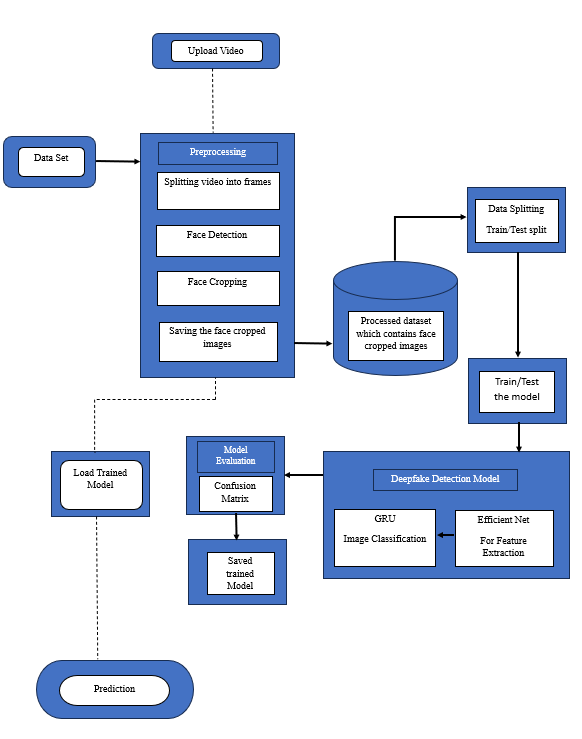 Upload Video
Data Set
Preprocessing
Splitting video into frames
Face Detection
Face Cropping
Saving the face cropped
images
Processed dataset
which contains face
cropped images
Data Splitting
Train/Test split
Train/Test
the model
Deepfake Detection Model
GRU
Image Classification
Efficient Net
For Feature
Extraction
Model
Evaluation
Confusion
Matrix
Saved
trained
Model
Load Trained
Model
Prediction